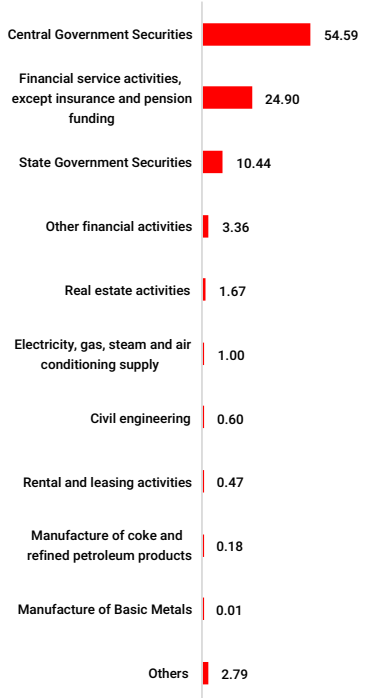 Central Government Securities 54.59
Financial service activities,
except insurance and pension 24.90
funding
State Government Securities 10.44
Other financial activities 3.36
Real estate activities 1.67
Electricity, gas, steam and air
conditioning supply 1.00
Civil engineering 0.60
Rental and leasing activities 0.47
Manufacture of coke and
refined petroleum products 0.18
Manufacture of Basic Metals 0.01
Others 2.79